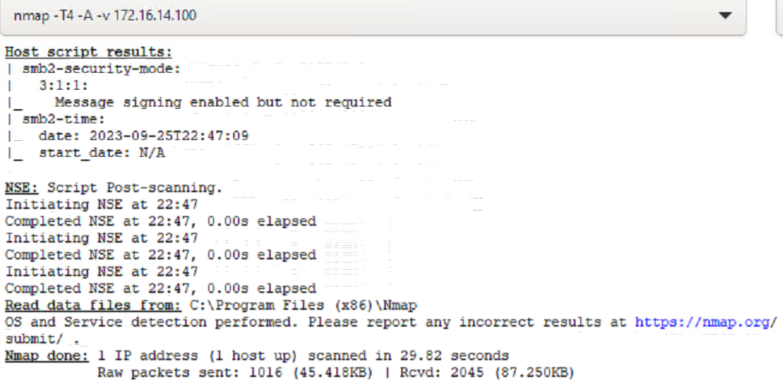 nmap -T4 -A -v 172.16.14.100
Host script results:
| smb2-security-mode:
|   3:1:1:
|_    Message signing enabled but not required
| smb2-time:
|_  date: 2023-09-25T22:47:09
|_  start_date: N/A
NSE: Script Post-scanning.
Initiating NSE at 22:47
Completed NSE at 22:47, 0.00s elapsed
Initiating NSE at 22:47
Completed NSE at 22:47, 0.00s elapsed
Initiating NSE at 22:47
Completed NSE at 22:47, 0.00s elapsed
Read data files from: C:\Program Files (x86)\Nmap
OS and Service detection performed. Please report any incorrect results at https://nmap.org/
submit/ .
Nmap done: 1 IP address (1 host up) scanned in 29.82 seconds
Raw packets sent: 1016 (45.418KB) | Rcvd: 2045 (87.250KB)